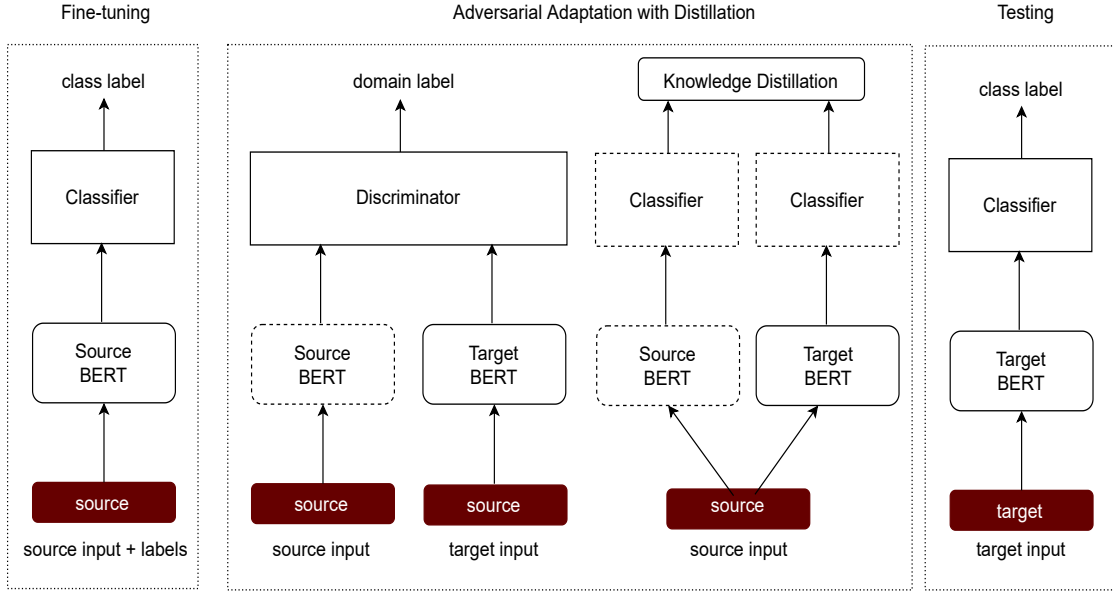 Fine-tuning
class label
Classifier
Source
BERT
source
source input + labels
Adversarial Adaptation with Distillation
domain label
Discriminator
Source
BERT
Target
BERT
source
source
source input
target input
Knowledge Distillation
Classifier
Classifier
Source
BERT
Target
BERT
source
source input
Testing
class label
Classifier
Target
BERT
target
target input